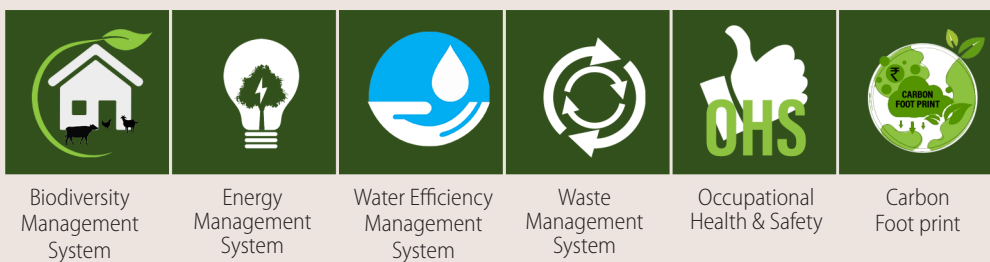 OHS
₹
CARBON
FOOT PRINT
Biodiversity
Management
System
Energy
Management
System
Water Efficiency
Management
System
Waste
Management
System
Occupational
Health & Safety
Carbon
Foot print